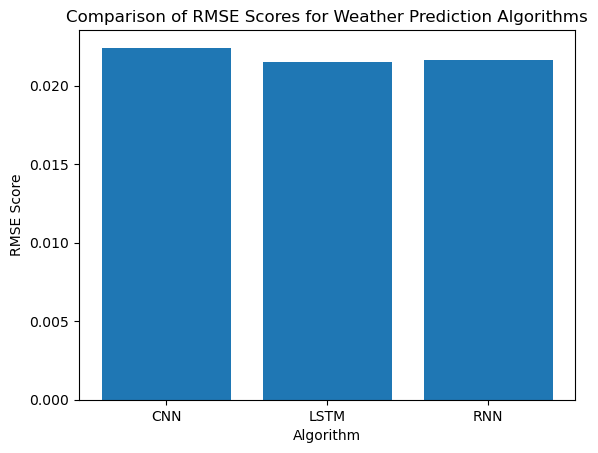 Comparison of RMSE Scores for Weather Prediction Algorithms
0.020
0.015
0.010
0.005
0.000
RMSE Score
CNN LSTM RNN
Algorithm